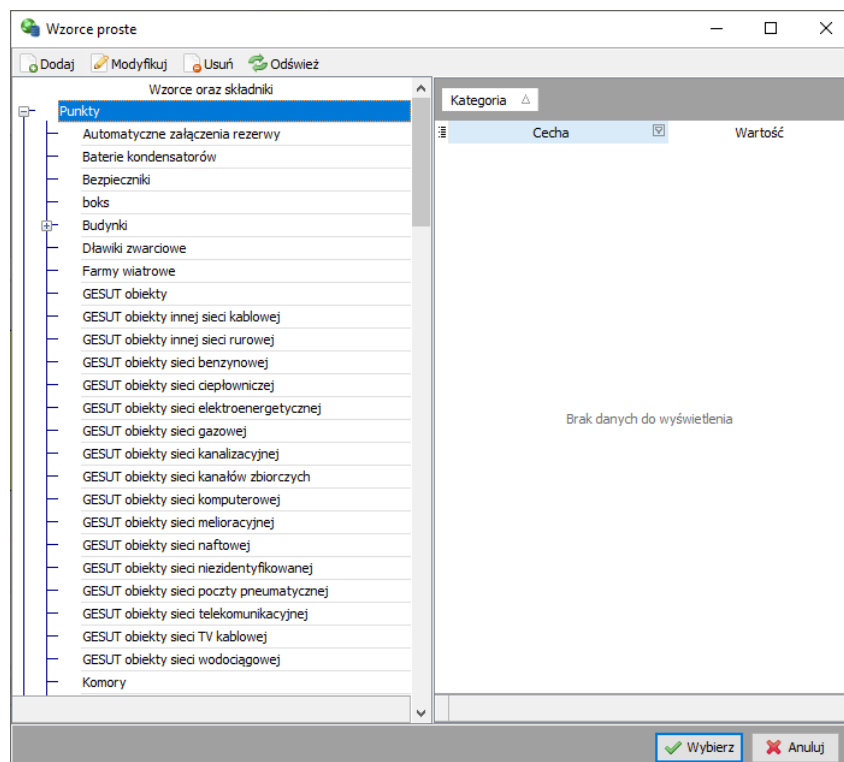 Wzorce proste
Dodaj Modyfikuj Usuń Odśwież
Wzorce oraz składniki
Punkty
Automatyczne załączenia rezerwy
Baterie kondensatorów
Bezpieczniki
boks
Budynki
Dławiki zwarciowe
Farmy wiatrowe
GESUT obiekty
GESUT obiekty innej sieci kablowej
GESUT obiekty innej sieci rurowej
GESUT obiekty sieci benzynowej
GESUT obiekty sieci ciepłowniczej
GESUT obiekty sieci elektroenergetycznej
GESUT obiekty sieci gazowej
GESUT obiekty sieci kanalizacyjnej
GESUT obiekty sieci kanałów zbiorczych
GESUT obiekty sieci komputerowej
GESUT obiekty sieci melioracyjnej
GESUT obiekty sieci naftowej
GESUT obiekty sieci niezidentyfikowanej
GESUT obiekty sieci poczty pneumatycznej
GESUT obiekty sieci telekomunikacyjnej
GESUT obiekty sieci TV kablowej
GESUT obiekty sieci wodociągowej
Komory
Kategoria
Cecha Wartość
Brak danych do wyświetlenia
Wybierz Anuluj